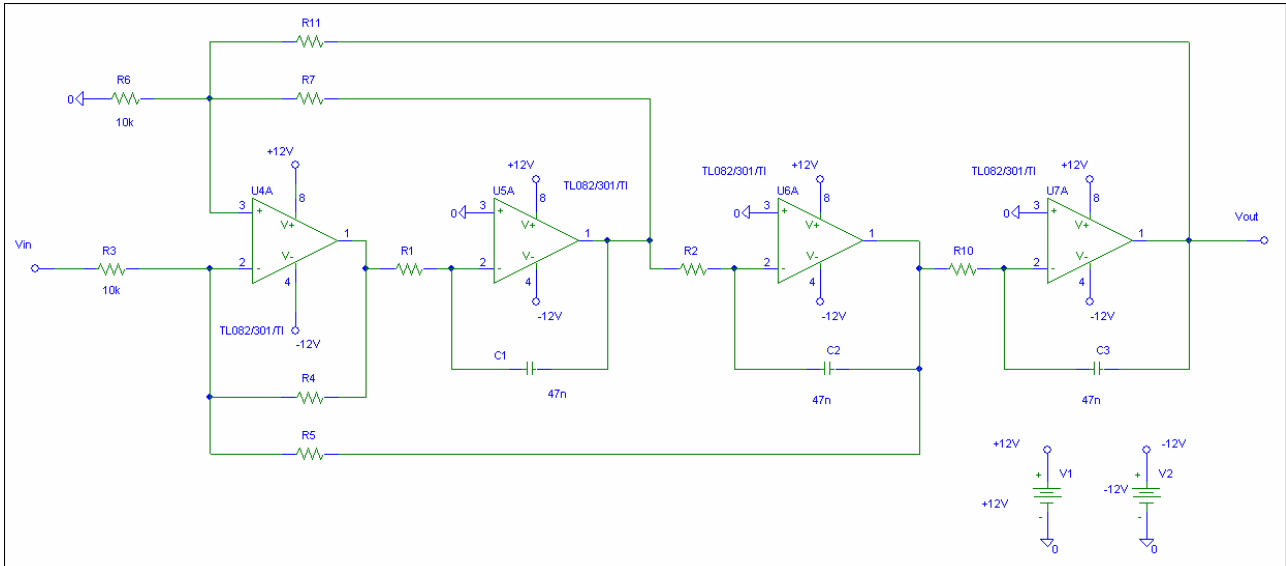 R11
R6
R7
0
10k
+12V
+12V
TL082/301/TI
TL082/301/TI
+12V
TL082/301/TI
+12V
U4A
8
U5A
8
U6A
8
U7A
8
3
+
V+
1
0
3
+
V+
1
0
3
+
V+
1
0
3
+
V+
1
Vout
Vin
R3
2
-
V-
R1
2
-
V-
R2
2
-
V-
R10
2
-
V-
10k
4
4
4
4
TL082/301/TI
-12V
-12V
-12V
-12V
C1
C2
C3
R4
47n
47n
47n
R5
+12V
-12V
+
V1
+
V2
+12V
-12V
-
-
0
0